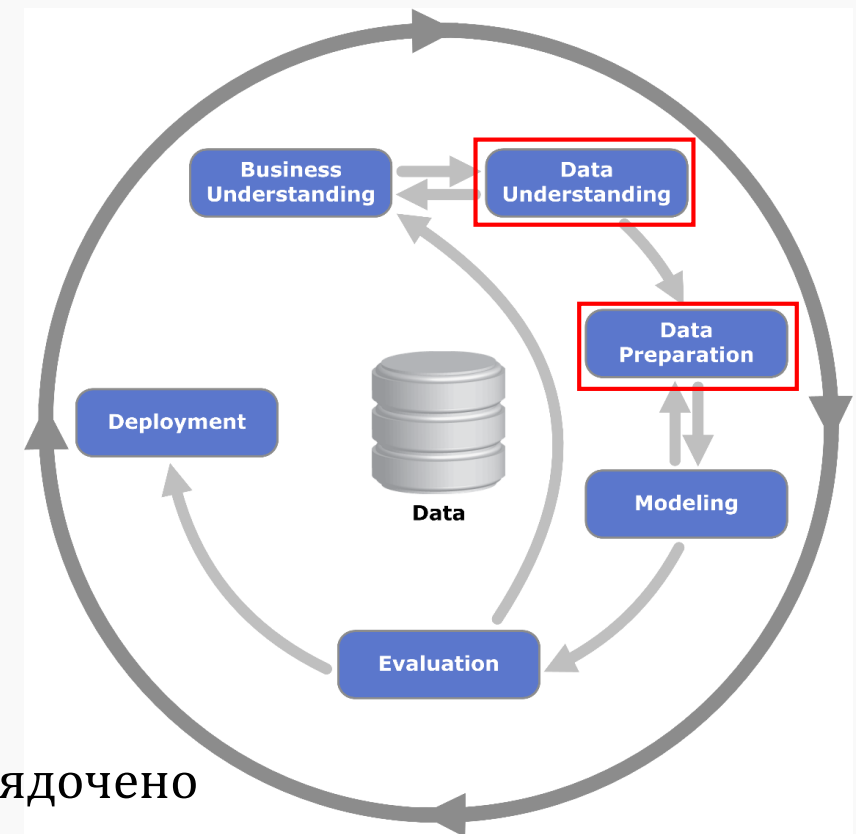 Business
Understanding
Data
Understanding
Data
Preparation
Deployment
Modeling
Data
Evaluation
ядочено